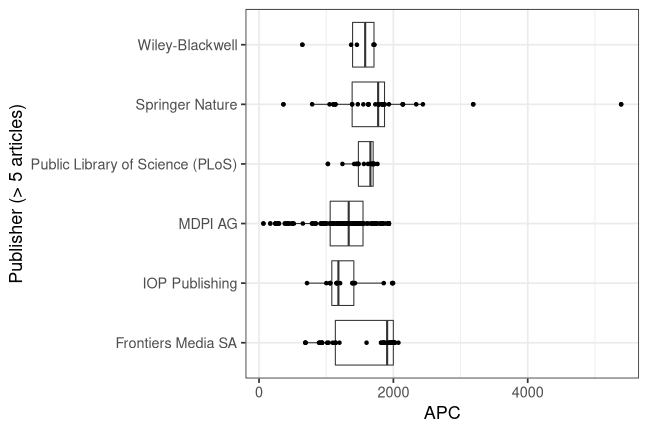 Publisher (> 5 articles)
Wiley-Blackwell
Springer Nature
Public Library of Science (PLoS)
MDPI AG
IOP Publishing
Frontiers Media SA
0 2000 4000
APC